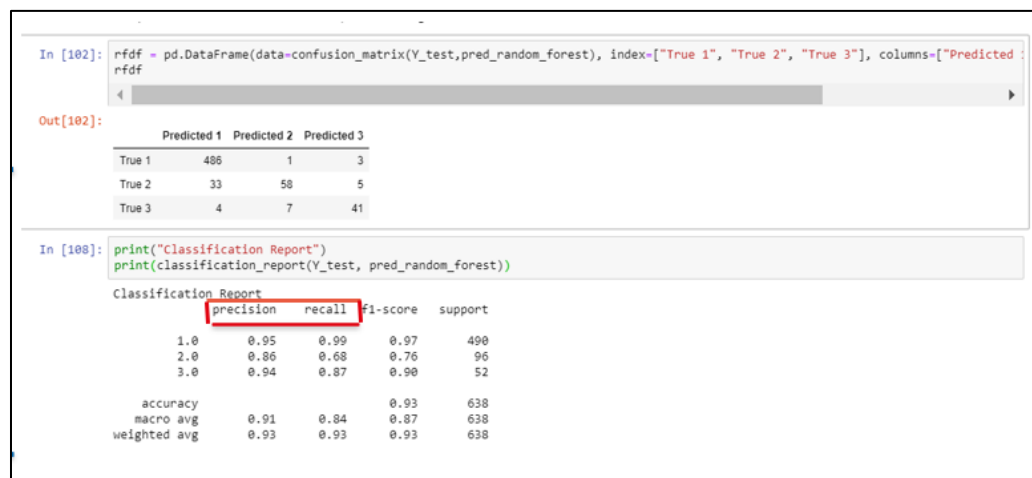 In [102]: rfdf = pd.DataFrame(data=confusion_matrix(Y_test,pred_random_forest), index=["True 1", "True 2", "True 3"], columns=["Predicted
rfdf
Out[102]:
Predicted 1 Predicted 2 Predicted 3
True 1 486 1 3
True 2 33 58 5
True 3 4 7 41
In [108]: print("Classification Report")
print(classification_report(Y_test, pred_random_forest))
Classification Report
precision recall f1-score support
1.0 0.95 0.99 0.97 490
2.0 0.86 0.68 0.76 96
3.0 0.94 0.87 0.90 52
accuracy 0.93 638
macro avg 0.91 0.84 0.87 638
weighted avg 0.93 0.93 0.93 638